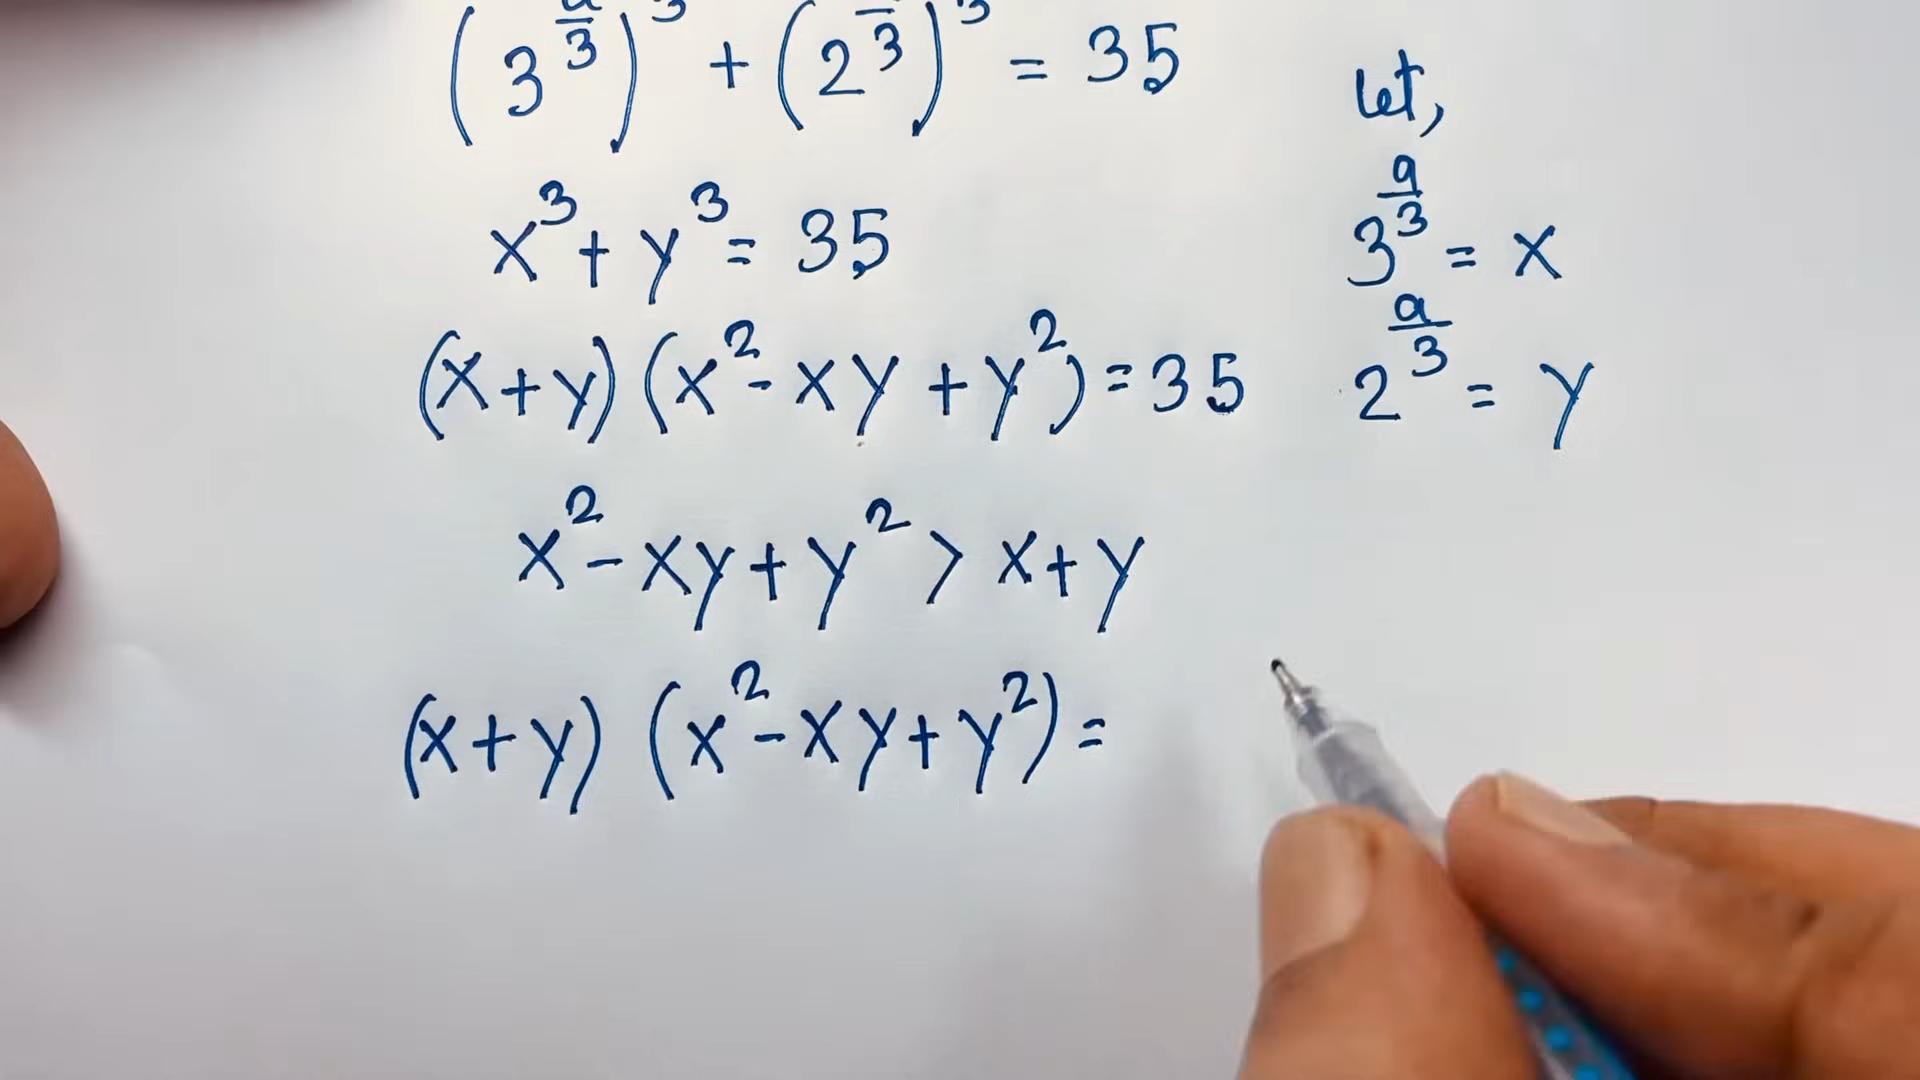 (3^{a/3})^3 + (2^{/3})^3 = 35
x^3 + y^3 = 35
(x+y)(x^2 - xy + y^2) = 35
x^2 - xy + y^2 > x + y
(x+y) (x^2 - xy + y^2) =
Let,
3^{a/3} = x
2^{a/3} = y